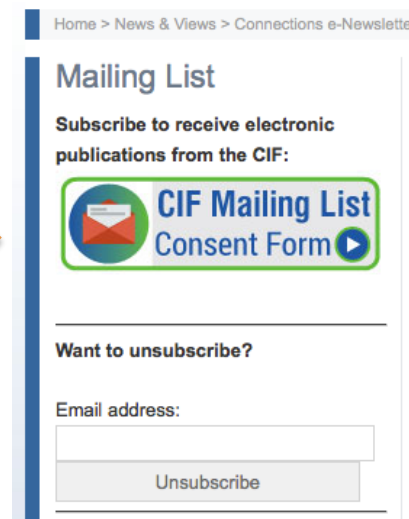 Home > News & Views > Connections e-Newslette
Mailing List
Subscribe to receive electronic
publications from the CIF:
CIF Mailing List
Consent Form
Want to unsubscribe?
Email address:
Unsubscribe